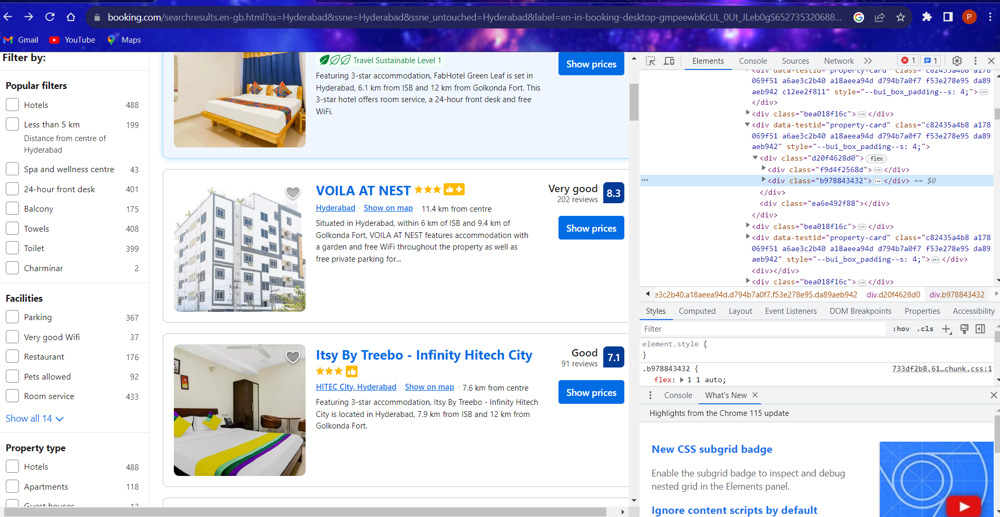 booking.com/searchresults.en-gb.html?ss=Hyderabad&ssne=Hyderabad&ssne_untouched=Hyderabad&label=en-in-booking-desktop-gmpeewbKcUL_0Ut_JLeb0gS652735320688...
P
Gmail
YouTube
Maps
Filter by:
Popular filters
Hotels 488
Less than 5 km 199
Distance from centre of
Hyderabad
Spa and wellness centre 43
24-hour front desk 401
Balcony 175
Towels 408
Toilet 399
Charminar 2
Facilities
Parking 367
Very good Wifi 37
Restaurant 176
Pets allowed 92
Room service 433
Show all 14
Property type
Hotels 488
Apartments 118
Guest houses 13
Travel Sustainable Level 1
Show prices
Featuring 3-star accommodation, FabHotel Green Leaf is set in
Hyderabad, 6.1 km from ISB and 12 km from Golkonda Fort. This
3-star hotel offers room service, a 24-hour front desk and free
WiFi.
VOILA AT NEST
Very good
202 reviews
8.3
Hyderabad Show on map 11.4 km from centre
Show prices
Situated in Hyderabad, within 6 km of ISB and 9.4 km of
Golkonda Fort, VOILA AT NEST features accommodation with
a garden and free WiFi throughout the property as well as
free private parking for...
Itsy By Treebo - Infinity Hitech City
Good
91 reviews
7.1
HITEC City, Hyderabad Show on map 7.6 km from centre
Show prices
Featuring 3-star accommodation, Itsy By Treebo - Infinity Hitech
City is located in Hyderabad, 7.9 km from ISB and 12 km from
Golkonda Fort.
Elements Console Sources Network 1 1
<div data-testid="property-card" class="c82435a4b8 a178
069f51 a6ae3c2b40 a18aeea94d d794b7a0f7 f53e278e95 da89
aeb942 c12ee2f811" style="--bui_box_padding--s: 4;">…
</div>
<div class="bea018f16c">…</div>
<div data-testid="property-card" class="c82435a4b8 a178
069f51 a6ae3c2b40 a18aeea94d d794b7a0f7 f53e278e95 da89
aeb942" style="--bui_box_padding--s: 4;">
<div class="d20f4628d0"> flex
<div class="f9d4f2568d">…</div>
<div class="b978843432">…</div> == $0
</div>
<div class="ea6e492f88"></div>
</div>
<div class="bea018f16c">…</div>
<div data-testid="property-card" class="c82435a4b8 a178
069f51 a6ae3c2b40 a18aeea94d d794b7a0f7 f53e278e95 da89
aeb942" style="--bui_box_padding--s: 4;">…</div>
<div></div>
<div class="bea018f16c">…</div>
e3c2b40.a18aeea94d.d794b7a0f7.f53e278e95.da89aeb942 div.d20f4628d0 div.b978843432
Styles Computed Layout Event Listeners DOM Breakpoints Properties Accessibility
Filter :hov .cls
element.style {
}
.b978843432 { 733df2b8.61…chunk.css:1
flex: 1 1 auto;
Console What's New
Highlights from the Chrome 115 update
New CSS subgrid badge
Enable the subgrid badge to inspect and debug
nested grid in the Elements panel.
Ignore content scripts by default